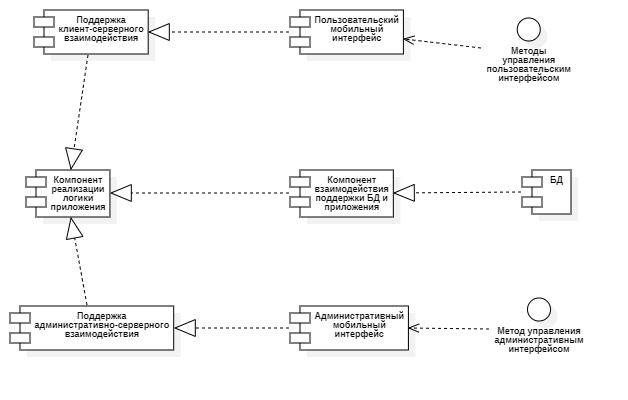 Поддержка
клиент-серверного
взаимодействия
Пользовательский
мобильный
интерфейс
Методы
управления
пользовательским
интерфейсом
Компонент
реализации
логики
приложения
Компонент
взаимодействия
поддержки БД и
приложения
БД
Поддержка
административно-серверного
взаимодействия
Административный
мобильный
интерфейс
Метод управления
административным
интерфейсом